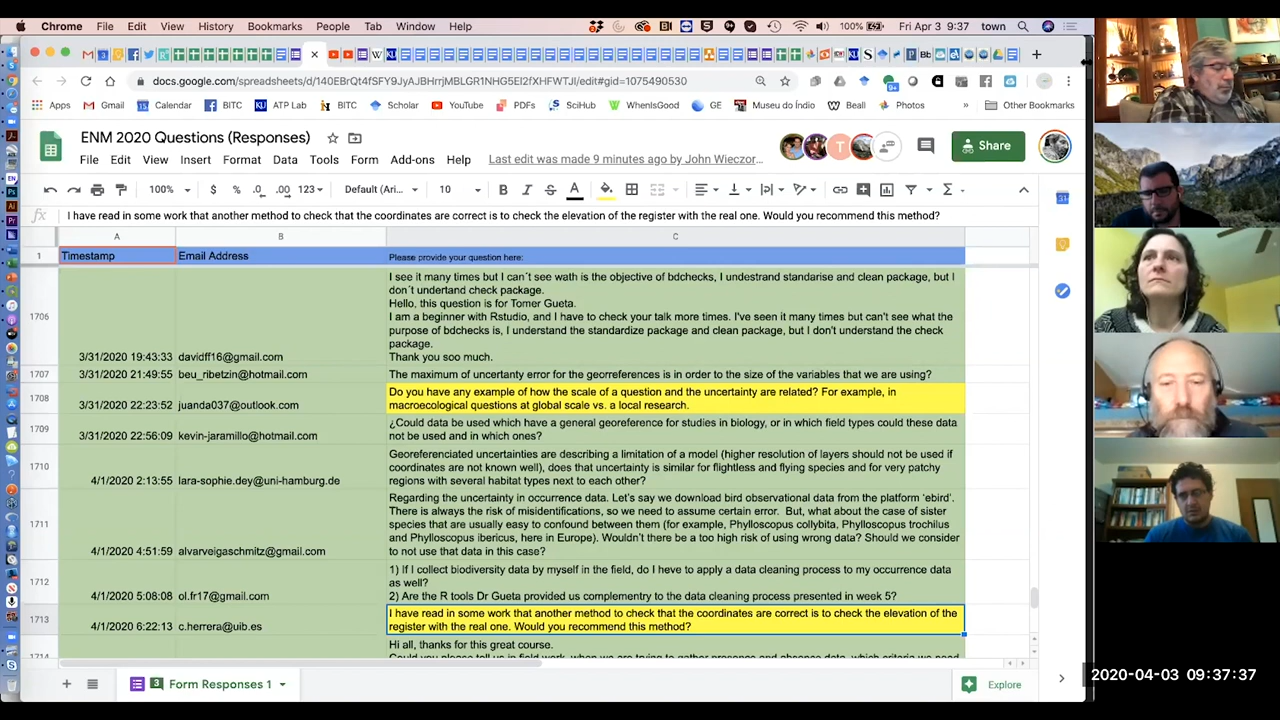 Chrome File Edit View History Bookmarks People Tab Window Help 100% Fri Apr 3 9:37 town
docs.google.com/spreadsheets/d/140EBrQt4fSFY9JyAJBHrrjMBLGR1NHG5EI2fXHFWTJI/edit#gid=1075490530
Apps Gmail Calendar BITC ATP Lab BITC Scholar YouTube PDFs SciHub WhenIsGood GE Museu do Índio Beall Photos » Other Bookmarks
ENM 2020 Questions (Responses)
Share
File Edit View Insert Format Data Tools Form Add-ons Help Last edit was made 9 minutes ago by John Wieczor...
100% $ % .0 .00 123 Default (Ari... 10 B I S A
fx I have read in some work that another method to check that the coordinates are correct is to check the elevation of the register with the real one. Would you recommend this method?
A B C
1 Timestamp Email Address Please provide your question here:
I see it many times but I can´t see wath is the objective of bdchecks, I undestrand standarise and clean package, but I
don´t undertand check package.
Hello, this question is for Tomer Gueta.
I am a beginner with Rstudio, and I have to check your talk more times. I've seen it many times but can't see what the
purpose of bdchecks is, I understand the standardize package and clean package, but I don't understand the check
package.
1706 3/31/2020 19:43:33 davidff16@gmail.com Thank you soo much.
1707 3/31/2020 21:49:55 beu_ribetzin@hotmail.com The maximum of uncertanty error for the georreferences is in order to the size of the variables that we are using?
Do you have any example of how the scale of a question and the uncertainty are related? For example, in
1708 3/31/2020 22:23:52 juanda037@outlook.com macroecological questions at global scale vs. a local research.
¿Could data be used which have a general georeference for studies in biology, or in which field types could these data
1709 3/31/2020 22:56:09 kevin-jaramillo@hotmail.com not be used and in which ones?
Georeferenciated uncertainties are describing a limitation of a model (higher resolution of layers should not be used if
coordinates are not known well), does that uncertainty is similar for flightless and flying species and for very patchy
1710 4/1/2020 2:13:55 lara-sophie.dey@uni-hamburg.de regions with several habitat types next to each other?
Regarding the uncertainty in occurrence data. Let's say we download bird observational data from the platform 'ebird'.
There is always the risk of misidentifications, so we need to assume certain error. But, what about the case of sister
species that are usually easy to confound between them (for example, Phylloscopus collybita, Phylloscopus trochilus
and Phylloscopus ibericus, here in Europe). Wouldn't there be a too high risk of using wrong data? Should we consider
1711 4/1/2020 4:51:59 alvarveigaschmitz@gmail.com to not use that data in this case?
1) If I collect biodiversity data by myself in the field, do I heve to apply a data cleaning process to my occurrence data
as well?
1712 4/1/2020 5:08:08 ol.fr17@gmail.com 2) Are the R tools Dr Gueta provided us complementry to the data cleaning process presented in week 5?
I have read in some work that another method to check that the coordinates are correct is to check the elevation of the
1713 4/1/2020 6:22:13 c.herrera@uib.es register with the real one. Would you recommend this method?
Hi all, thanks for this great course.
3 Form Responses 1 Explore
2020-04-03 09:37:37